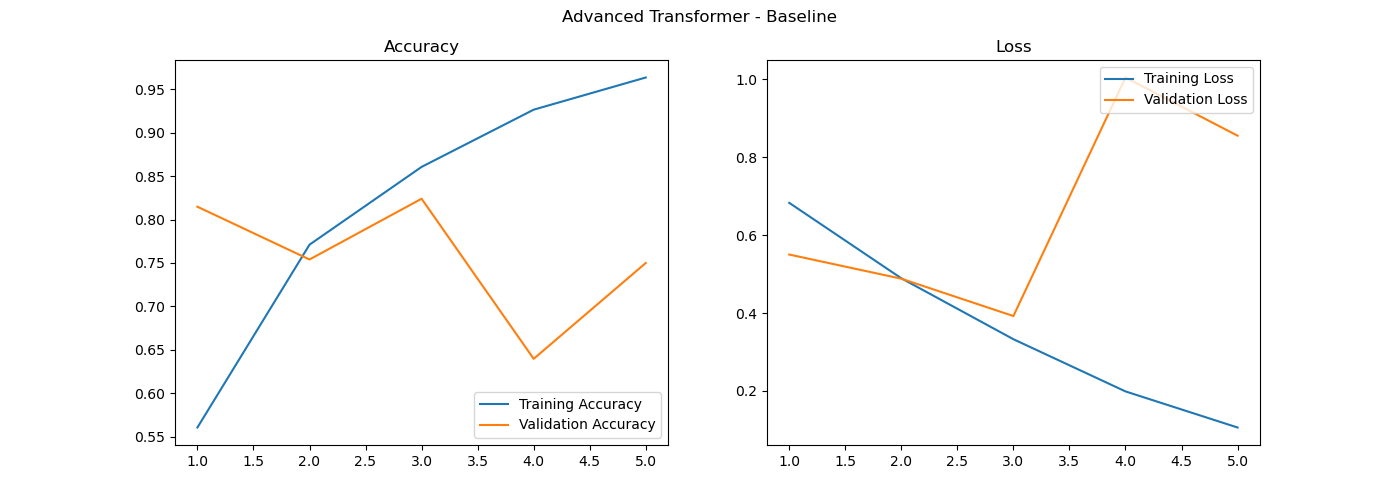 Advanced Transformer - Baseline
Accuracy
0.95
0.90
0.85
0.80
0.75
0.70
0.65
0.60
0.55
1.0 1.5 2.0 2.5 3.0 3.5 4.0 4.5 5.0
Training Accuracy
Validation Accuracy
Loss
1.0
0.8
0.6
0.4
0.2
1.0 1.5 2.0 2.5 3.0 3.5 4.0 4.5 5.0
Training Loss
Validation Loss